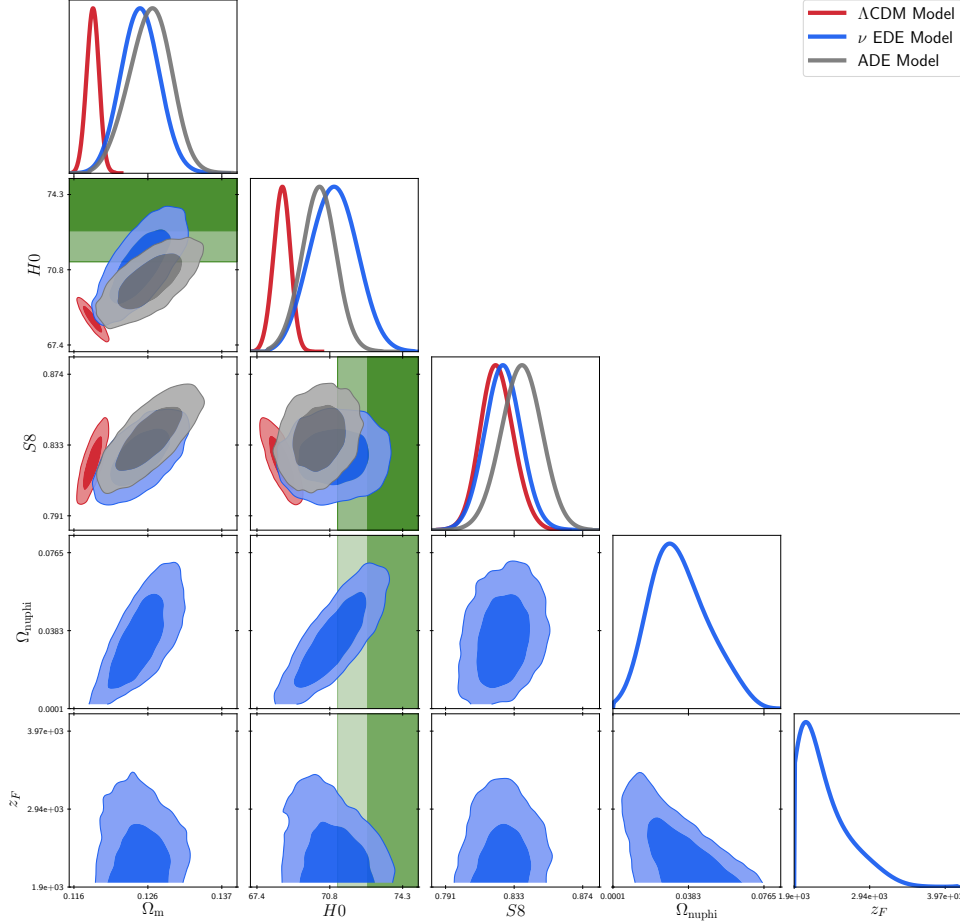 ΛCDM Model
ν EDE Model
ADE Model
74.3
70.8
67.4
H0
0.874
0.833
0.791
S8
0.0765
0.0383
0.0001
Ωnuphi
3.97e+03
2.94e+03
1.9e+03
zF
0.116 0.126 0.137
Ωm
67.4 70.8 74.3
H0
0.791 0.833 0.874
S8
0.0001 0.0383 0.0765
Ωnuphi
1.9e+03 2.94e+03 3.97e+03
zF